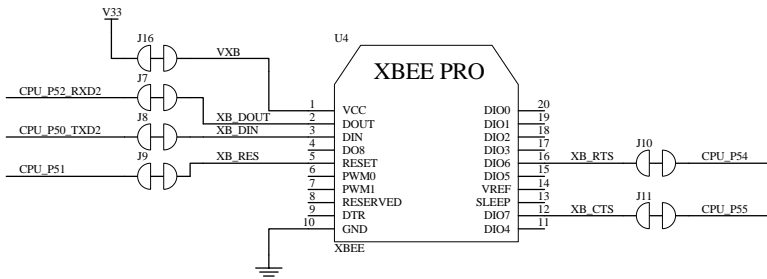 V33
U4
J16
VXB
XBEE PRO
J7
CPU_P52_RXD2
1 VCC DIO0 20
XB_DOUT 2 DOUT DIO1 19
J8
CPU_P50_TXD2 XB_DIN 3 DIN DIO2 18
4 DO8 DIO3 17
J9 J10
XB_RES 5 RESET DIO6 16 XB_RTS CPU_P54
CPU_P51 6 PWM0 DIO5 15
7 PWM1 VREF 14
8 RESERVED SLEEP 13 J11
9 DTR DIO7 12 XB_CTS CPU_P55
10 GND DIO4 11
XBEE